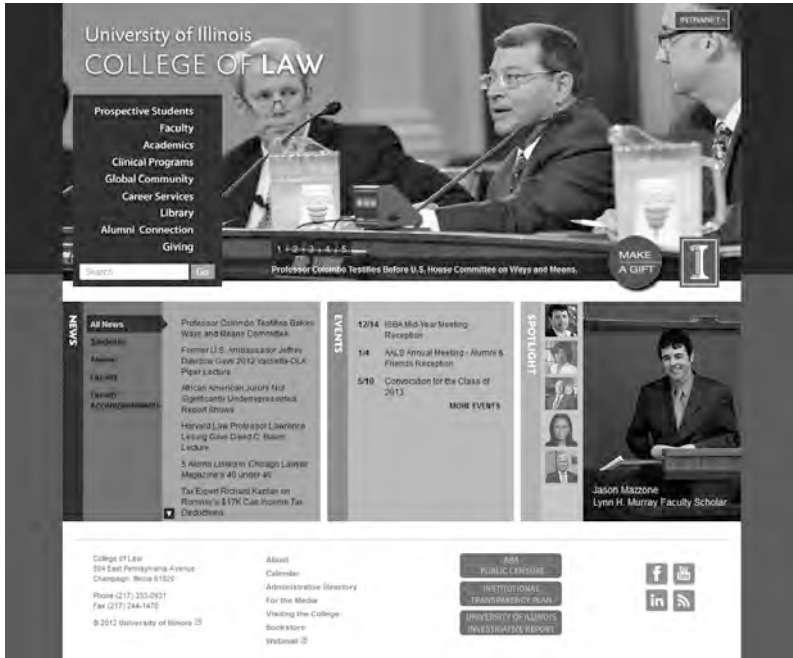 University of Illinois
COLLEGE OF LAW
INTRANET
Prospective Students
Faculty
Academics
Clinical Programs
Global Community
Career Services
Library
Alumni Connection
Giving
Search
Go
1 2 3 4 5
Professor Colombo Testifies Before U.S. House Committee on Ways and Means.
MAKE
A GIFT
I
NEWS
All News
Students
Alumni
Faculty
Faculty
Professor Colombo Testifies Before
Ways and Means Committee
Former U.S. Ambassador Jeffrey
Davidow Gave 2012 Vacketta-DLA
Piper Lecture
African American Jurors Not
Significantly Underrepresented,
Report Shows
Harvard Law Professor Lawrence
Lessig Gave David C. Baum
Lecture
5 Alumni Listed in Chicago Lawyer
Magazine's 40 under 40
Tax Expert Richard Kaplan on
Romney's $17K Cap Income Tax
Deductions
EVENTS
12/14 ISBA Mid-Year Meeting -
Reception
1/4 AALS Annual Meeting - Alumni &
Friends Reception
5/10 Convocation for the Class of
2013
MORE EVENTS
SPOTLIGHT
Jason Mazzone
Lynn H. Murray Faculty Scholar
College of Law
504 East Pennsylvania Avenue
Champaign, Illinois 61820
Phone (217) 333-0931
Fax (217) 244-1478
© 2012 University of Illinois
About
Calendar
Administrative Directory
For the Media
Visiting the College
Bookstore
Webmail
ABA
PUBLIC CENSURE
INSTITUTIONAL
TRANSPARENCY PLAN
UNIVERSITY OF ILLINOIS
INVESTIGATIVE REPORT
f
You
in